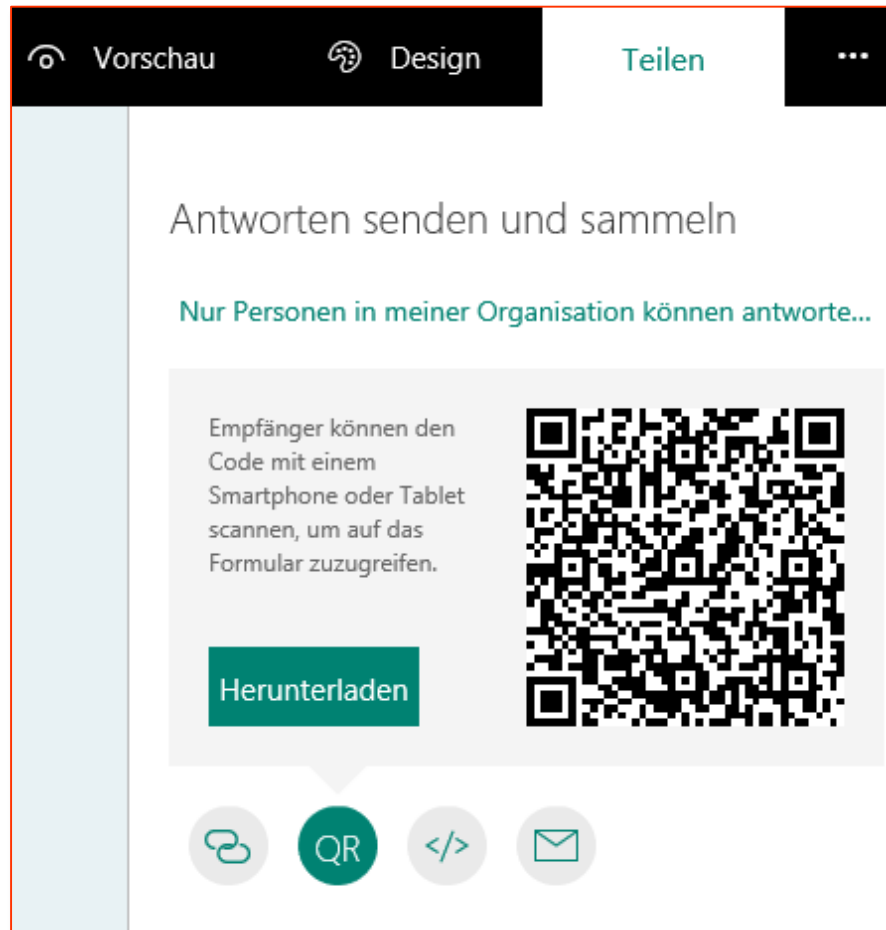 Vorschau Design Teilen ...
Antworten senden und sammeln
Nur Personen in meiner Organisation können antworte...
Empfänger können den
Code mit einem
Smartphone oder Tablet
scannen, um auf das
Formular zuzugreifen.
Herunterladen
QR </>